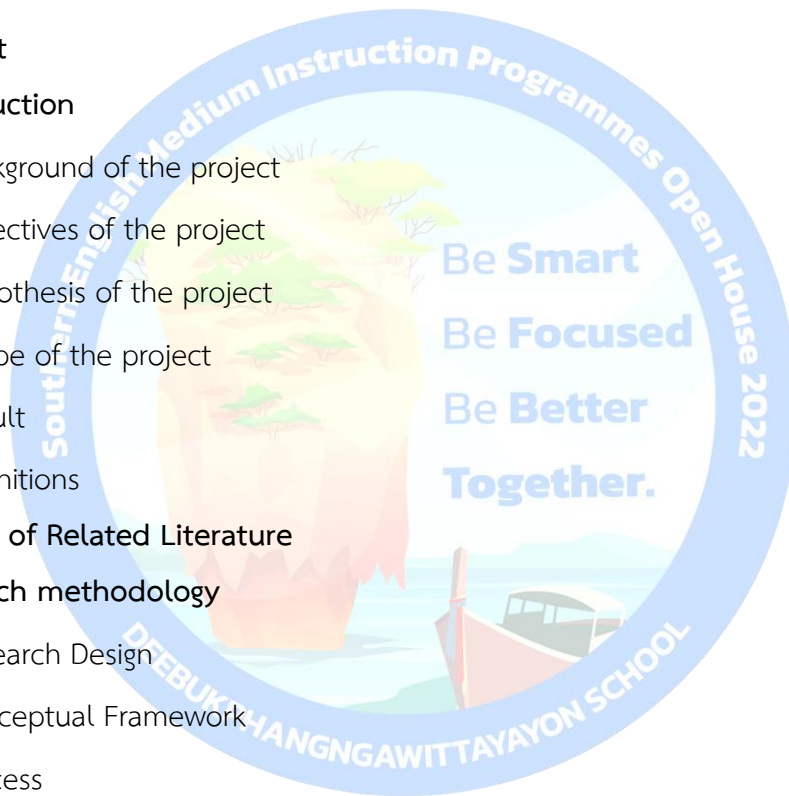 t
uction
kground of the project
ectives of the project
othesis of the project
pe of the project
ult
nitions
of Related Literature
ch methodology
earch Design
ceptual Framework
cess
Southern English Medium Instruction Programmes Open House 2022
Be Smart
Be Focused
Be Better
Together.
DEEBUKPHANGNGAWITTAYAYON SCHOOL